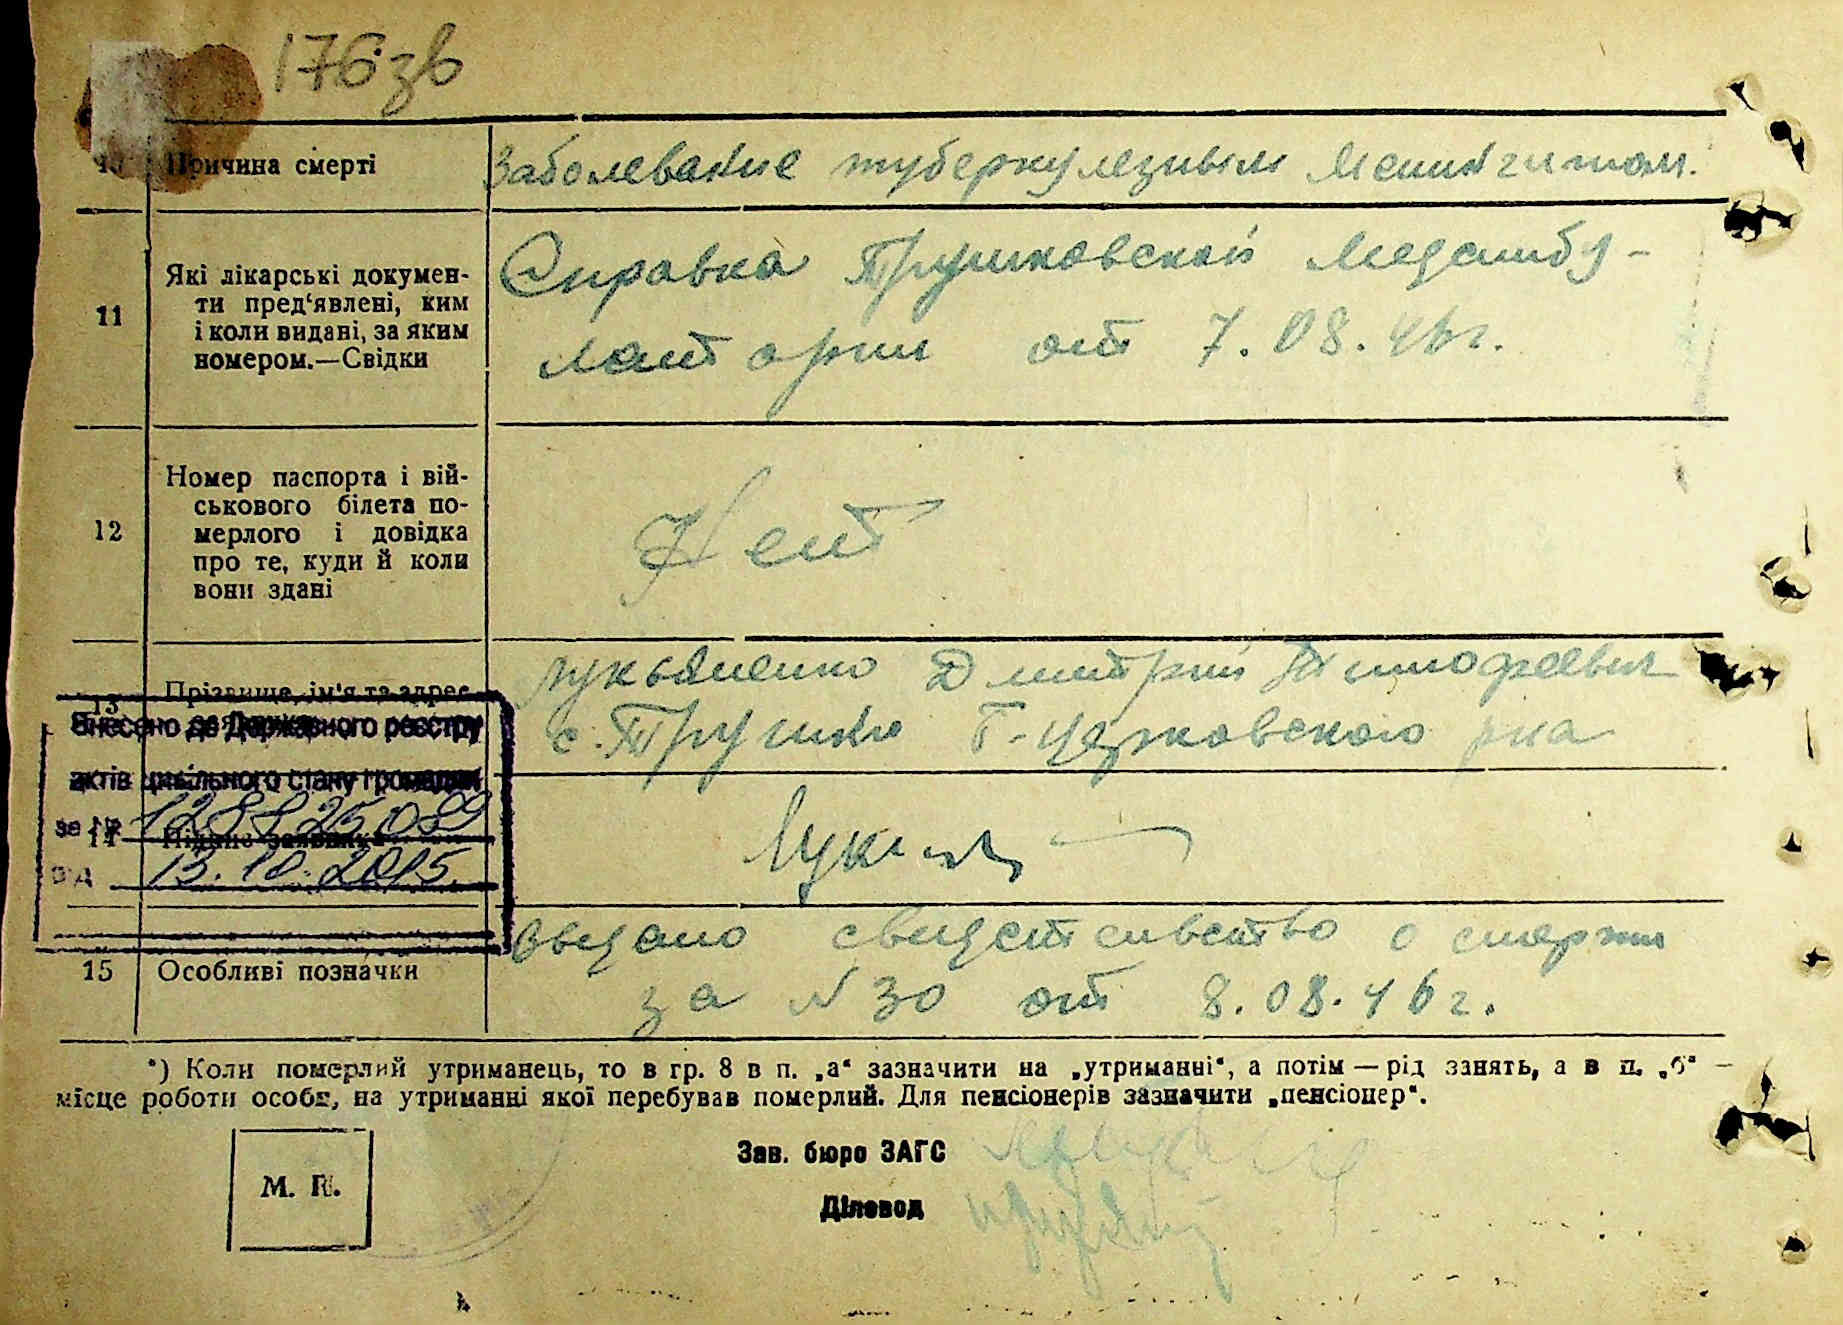 176зв
10 Причина смерті
Заболевание туберкулезным менингитом.
11 Які лікарські докумен-
ти пред‘явлені, ким
і коли видані, за яким
номером.—Свідки
Справка Трушковской Медамбу-
латории от 7.08.46г.
12 Номер паспорта і вій-
ськового білета по-
мерлого і довідка
про те, куди й коли
вони здані
Нет
13 Прізвище, ім'я та адрес
Лукьяненко Дмитрий Тимофеевич
с. Трушки Б-церковского р-на
Внесено до Державного реєстру
актів цивільного стану громадян
за № 12882508
від 13.10.2015
14 Підпис заявника
15 Особливі позначки
Выдано свидетельство о смерти
за N 30 от 8.08.46г.
*) Коли померлий утриманець, то в гр. 8 в п. „а“ зазначити на „утриманні“, а потім — рід занять, а в п. „б“ —
місце роботи особи, на утриманні якої перебував померлий. Для пенсіонерів зазначити „пенсіонер“.
М. П.
Зав. бюро ЗАГС
Діловод